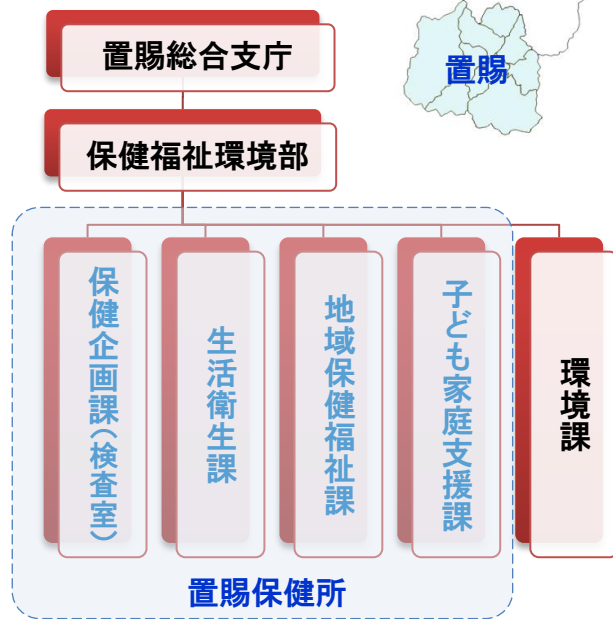 置賜総合支庁
置賜
保健福祉環境部
保健企画課(検査室)
生活衛生課
地域保健福祉課
子ども家庭支援課
環境課
置賜保健所